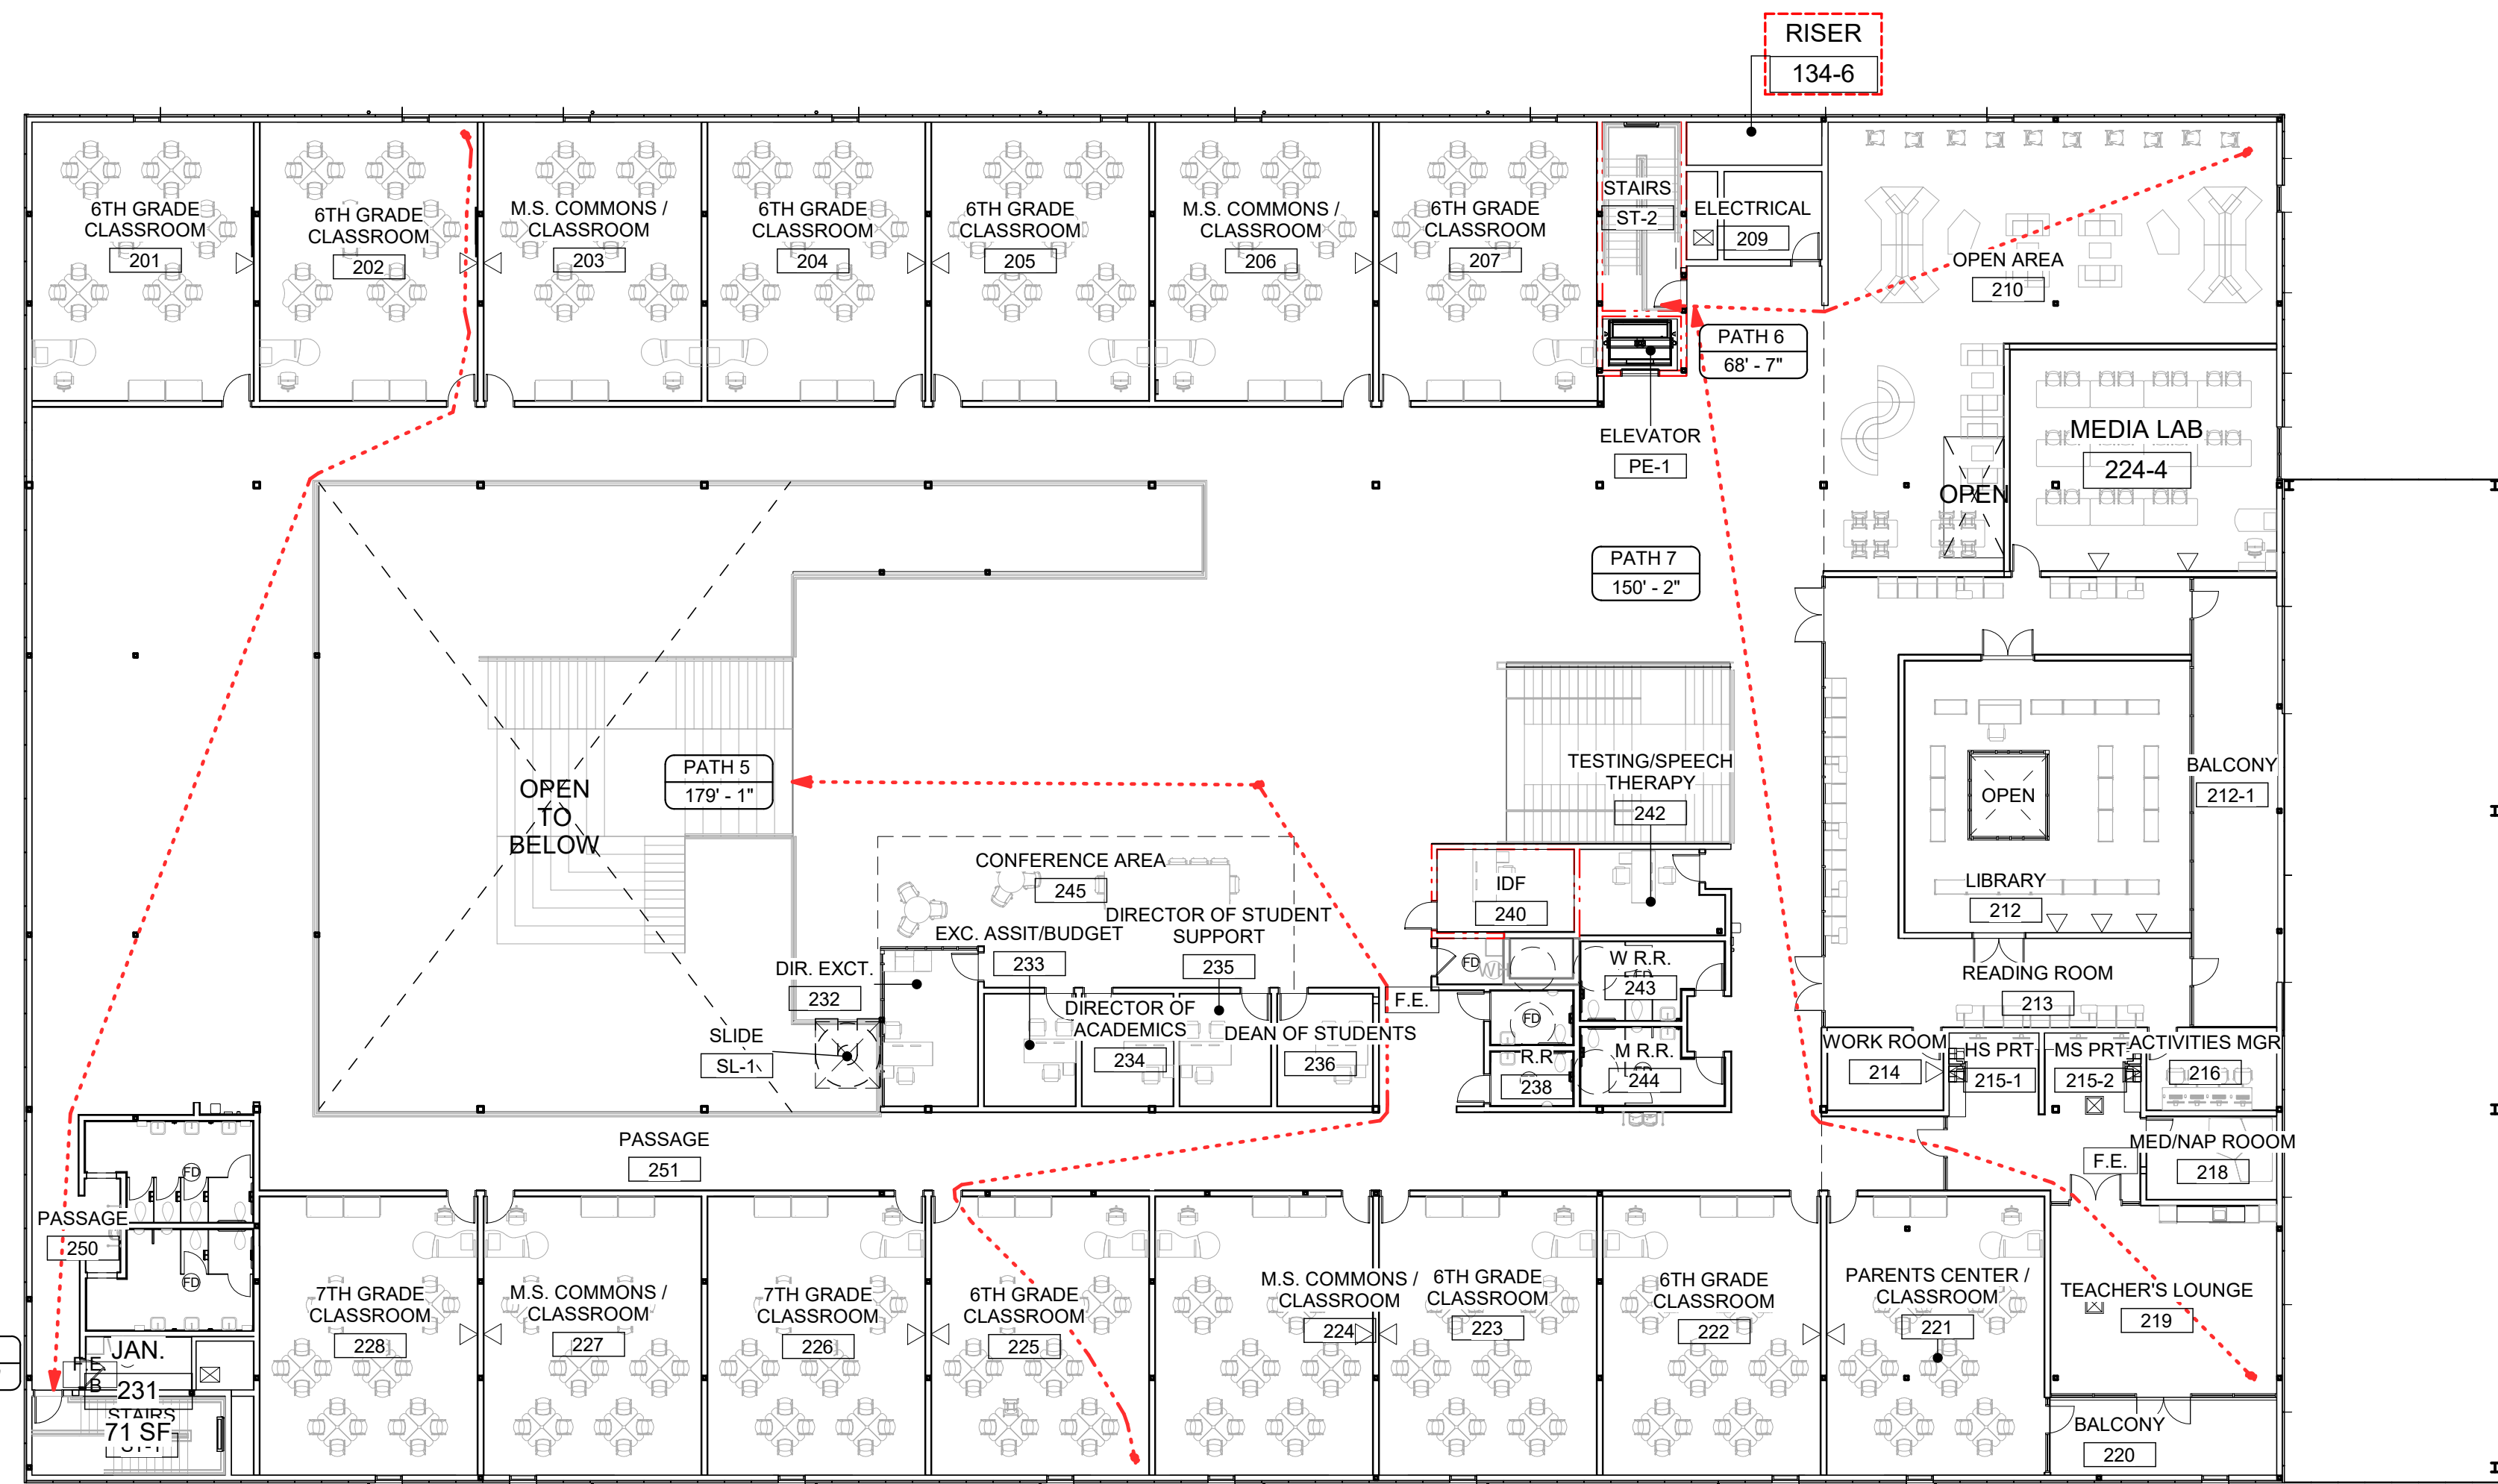 RISER
134-6
6TH GRADE
CLASSROOM
201
6TH GRADE
CLASSROOM
202
M.S. COMMONS /
CLASSROOM
203
6TH GRADE
CLASSROOM
204
6TH GRADE
CLASSROOM
205
M.S. COMMONS /
CLASSROOM
206
6TH GRADE
CLASSROOM
207
STAIRS
ST-2
ELECTRICAL
209
OPEN AREA
210
PATH 6
68' - 7"
ELEVATOR
PE-1
MEDIA LAB
224-4
OPEN
PATH 7
150' - 2"
PATH 5
179' - 1"
OPEN
TO
BELOW
TESTING/SPEECH
THERAPY
242
BALCONY
212-1
OPEN
LIBRARY
212
CONFERENCE AREA
245
IDF
240
DIRECTOR OF STUDENT
SUPPORT
235
EXC. ASSIT/BUDGET
233
DIR. EXCT.
232
FD
WH
W R.R.
243
READING ROOM
213
F.E.
DIRECTOR OF
ACADEMICS
234
DEAN OF STUDENTS
236
FD
SLIDE
SL-1
R.R
238
M R.R.
244
WORK ROOM
214
HS PRT
215-1
MS PRT
215-2
ACTIVITIES MGR
216
PASSAGE
251
MED/NAP ROOOM
218
F.E.
FD
PASSAGE
250
FD
7TH GRADE
CLASSROOM
228
M.S. COMMONS /
CLASSROOM
227
7TH GRADE
CLASSROOM
226
6TH GRADE
CLASSROOM
225
M.S. COMMONS /
CLASSROOM
224
6TH GRADE
CLASSROOM
223
6TH GRADE
CLASSROOM
222
PARENTS CENTER /
CLASSROOM
221
TEACHER'S LOUNGE
219
JAN.
231
STAIRS
71 SF
BALCONY
220